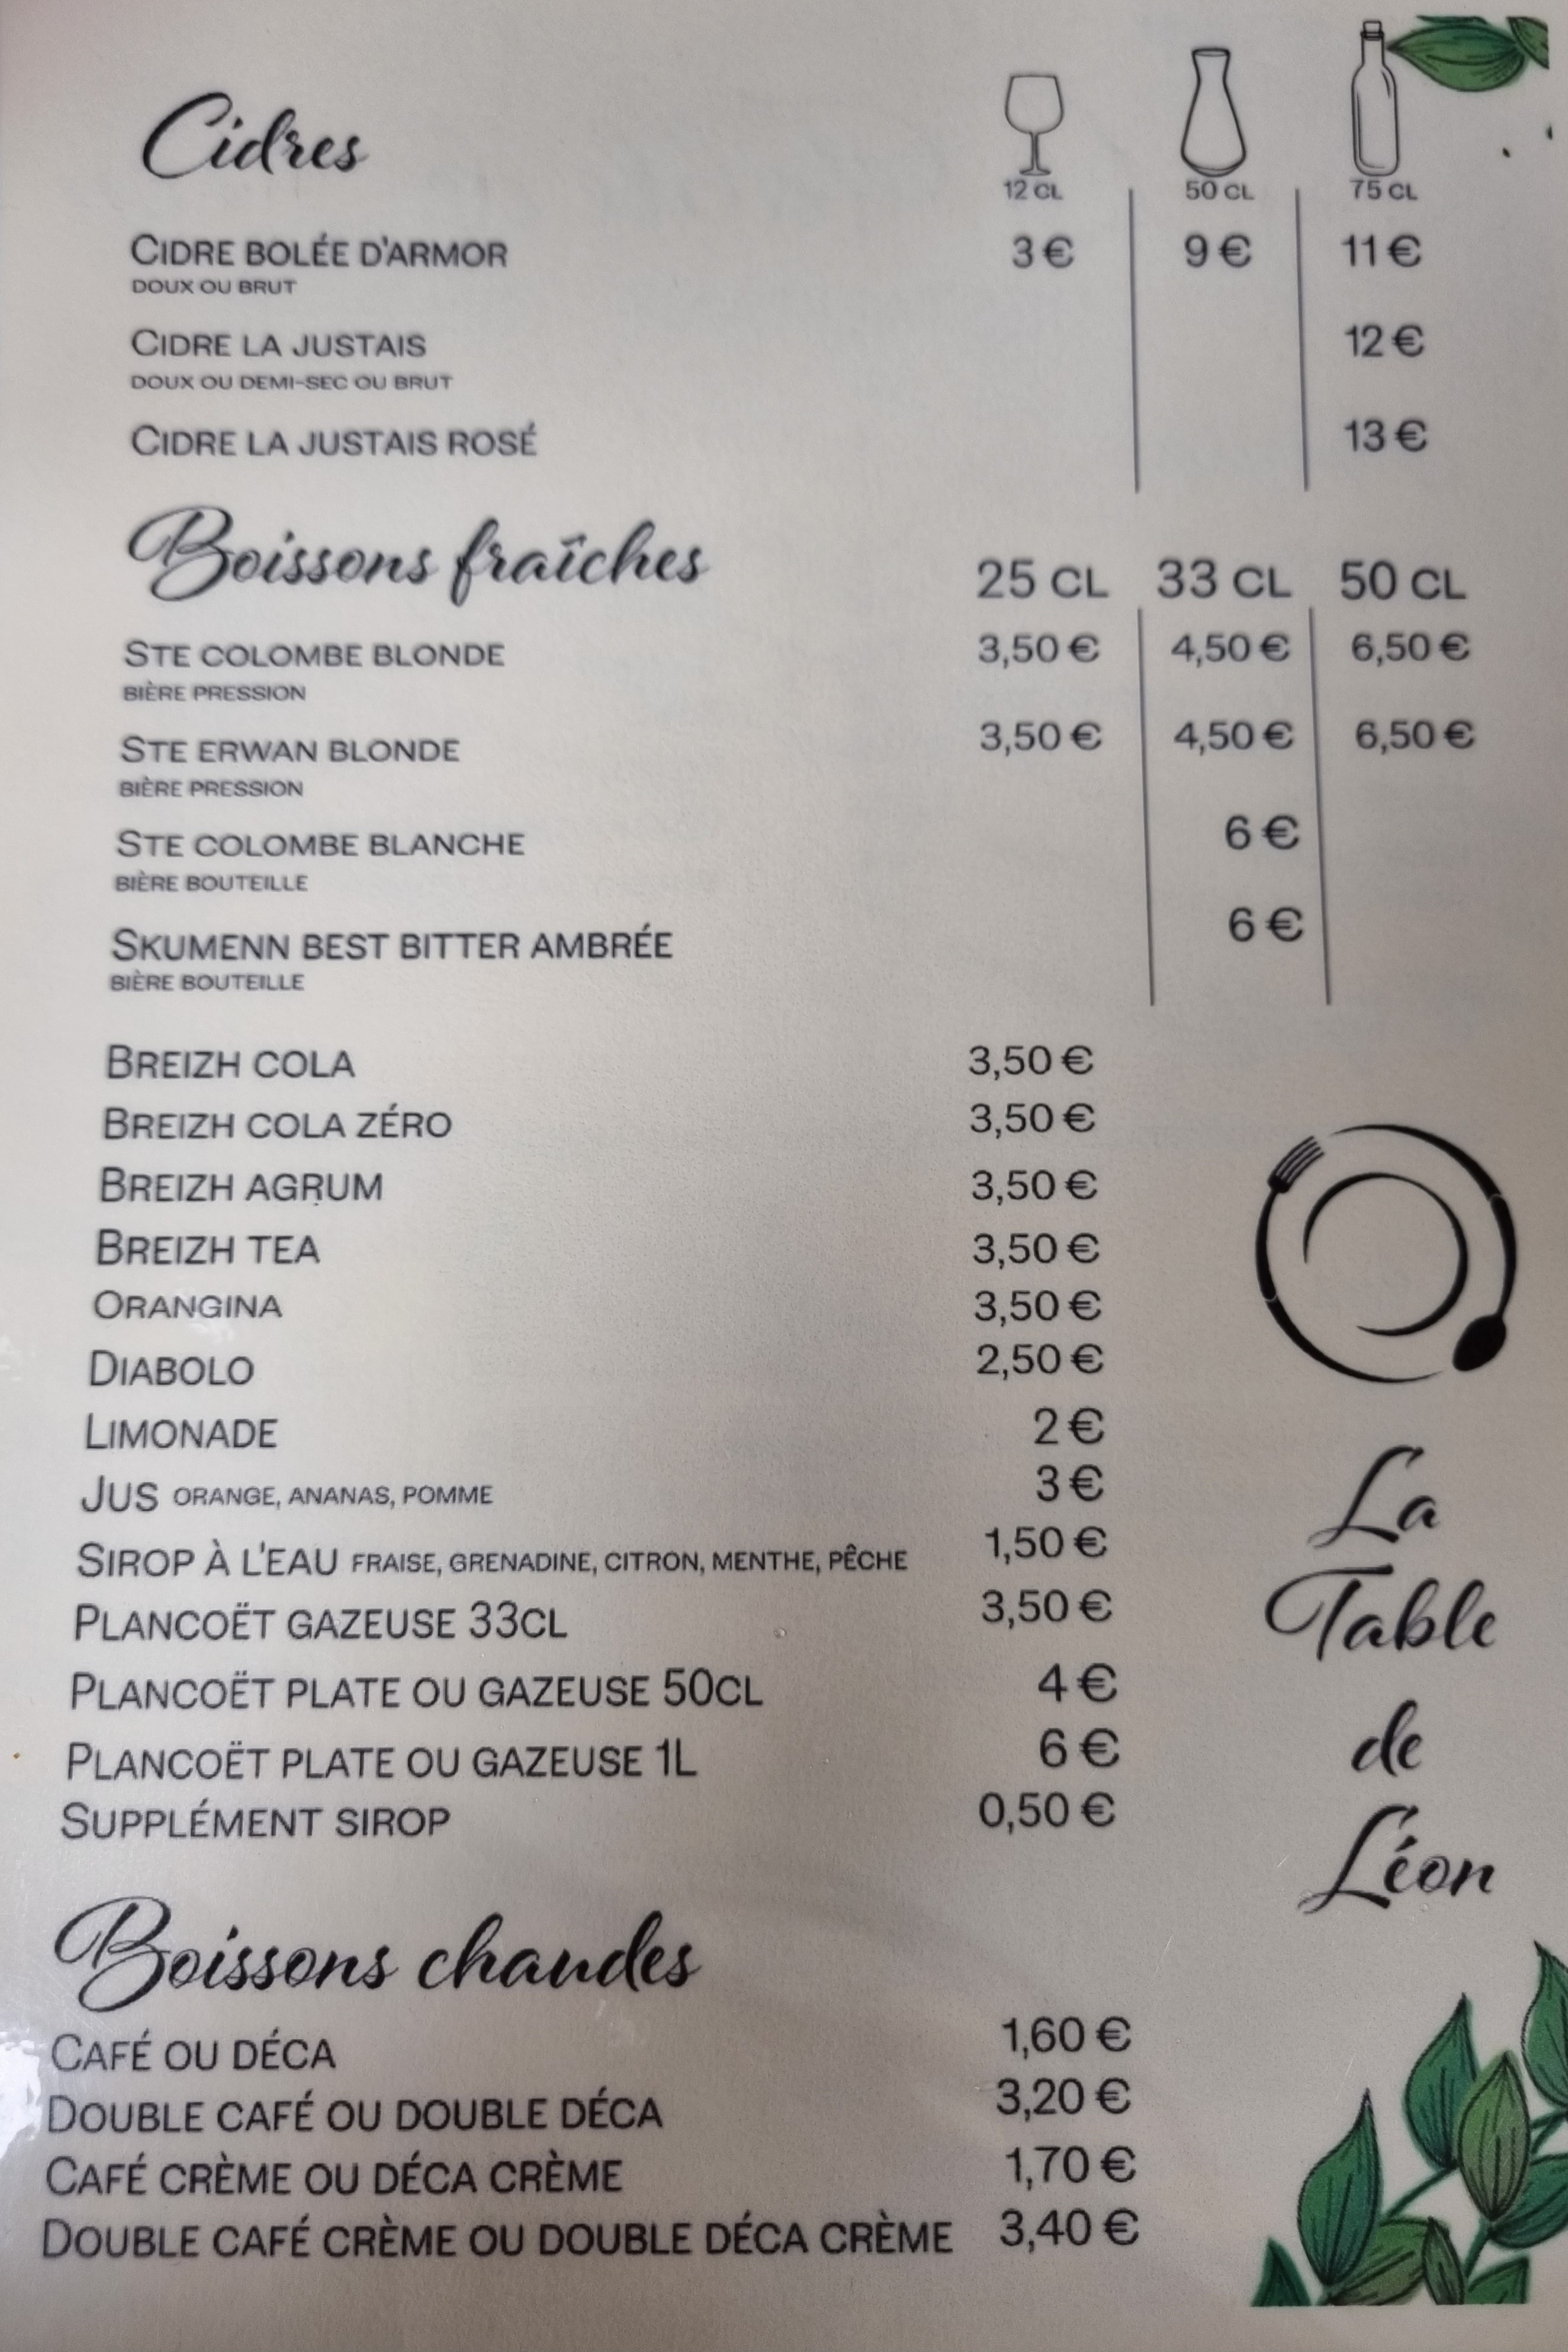 Cidres
12 CL 50 CL 75 CL
CIDRE BOLÉE D'ARMOR 3 € 9 € 11 €
DOUX OU BRUT
CIDRE LA JUSTAIS 12 €
DOUX OU DEMI-SEC OU BRUT
CIDRE LA JUSTAIS ROSÉ 13 €
Boissons fraîches 25 CL 33 CL 50 CL
STE COLOMBE BLONDE 3,50 € 4,50 € 6,50 €
BIÈRE PRESSION
STE ERWAN BLONDE 3,50 € 4,50 € 6,50 €
BIÈRE PRESSION
STE COLOMBE BLANCHE 6 €
BIÈRE BOUTEILLE
SKUMENN BEST BITTER AMBRÉE 6 €
BIÈRE BOUTEILLE
BREIZH COLA 3,50 €
BREIZH COLA ZÉRO 3,50 €
BREIZH AGRUM 3,50 €
BREIZH TEA 3,50 €
ORANGINA 3,50 €
DIABOLO 2,50 €
LIMONADE 2 €
JUS ORANGE, ANANAS, POMME 3 €
SIROP À L'EAU FRAISE, GRENADINE, CITRON, MENTHE, PÊCHE 1,50 €
PLANCOËT GAZEUSE 33CL 3,50 €
PLANCOËT PLATE OU GAZEUSE 50CL 4 €
PLANCOËT PLATE OU GAZEUSE 1L 6 €
SUPPLÉMENT SIROP 0,50 €
La
Table
de
Léon
Boissons chaudes
CAFÉ OU DÉCA 1,60 €
DOUBLE CAFÉ OU DOUBLE DÉCA 3,20 €
CAFÉ CRÈME OU DÉCA CRÈME 1,70 €
DOUBLE CAFÉ CRÈME OU DOUBLE DÉCA CRÈME 3,40 €